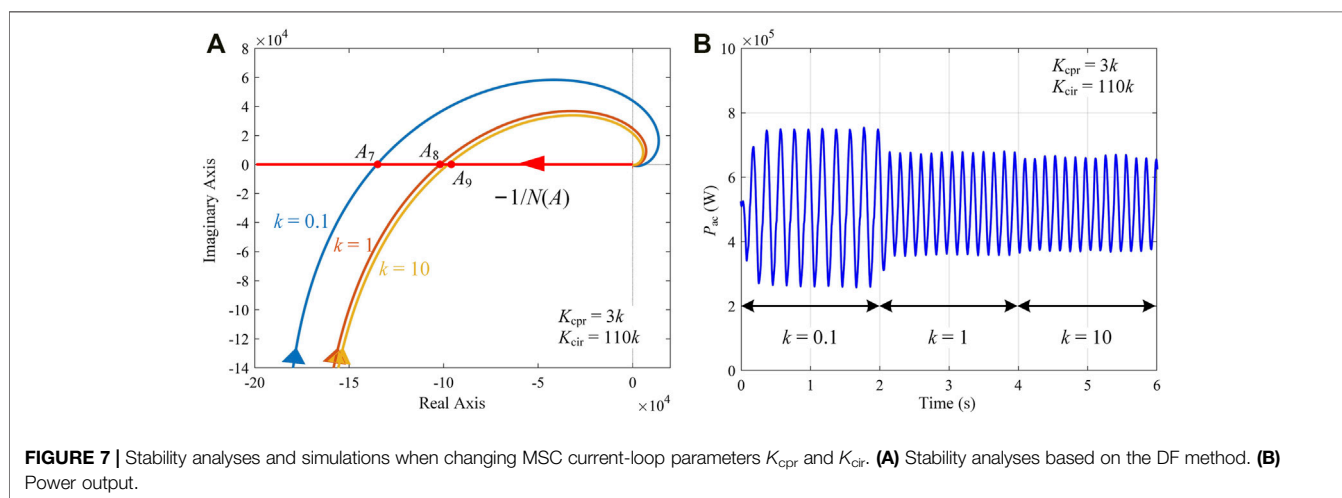 A
×10⁴
8
6
4
2
0
-2
-4
-6
-8
-10
-12
-14
Imaginary Axis
A₇
A₈
A₉
−1/N(A)
k = 0.1
k = 1
k = 10
K_cpr = 3k
K_cir = 110k
-20
-15
-10
-5
0
×10⁴
Real Axis
B
×10⁵
10
8
6
4
2
0
P_ac (W)
K_cpr = 3k
K_cir = 110k
k = 0.1
k = 1
k = 10
0
1
2
3
4
5
6
Time (s)
FIGURE 7 | Stability analyses and simulations when changing MSC current-loop parameters K_cpr and K_cir. (A) Stability analyses based on the DF method. (B)
Power output.